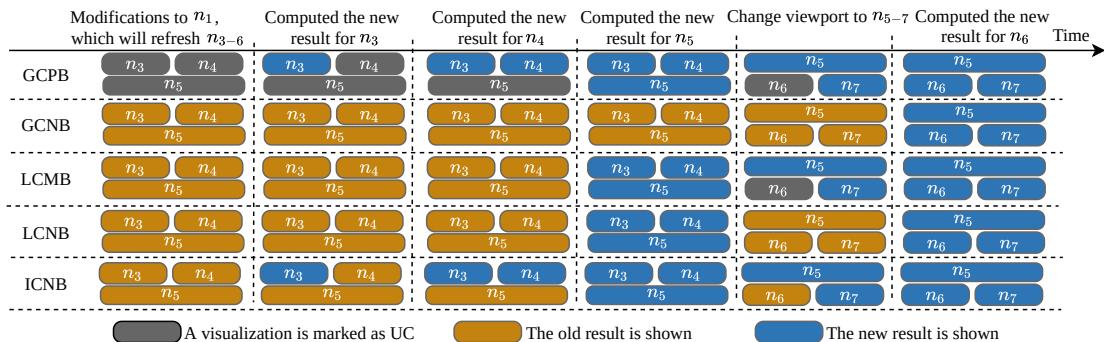 Modifications to n₁, which will refresh n₃₋₆
Computed the new result for n₃
Computed the new result for n₄
Computed the new result for n₅
Change viewport to n₅₋₇
Computed the new result for n₆
Time
GCPB
n₃ n₄ n₃ n₄ n₃ n₄ n₃ n₄ n₅ n₅
n₅ n₅ n₅ n₅ n₆ n₇ n₆ n₇
GCNB
n₃ n₄ n₃ n₄ n₃ n₄ n₃ n₄ n₅ n₅
n₅ n₅ n₅ n₅ n₆ n₇ n₆ n₇
LCMB
n₃ n₄ n₃ n₄ n₃ n₄ n₃ n₄ n₅ n₅
n₅ n₅ n₅ n₅ n₆ n₇ n₆ n₇
LCNB
n₃ n₄ n₃ n₄ n₃ n₄ n₃ n₄ n₅ n₅
n₅ n₅ n₅ n₅ n₆ n₇ n₆ n₇
ICNB
n₃ n₄ n₃ n₄ n₃ n₄ n₃ n₄ n₅ n₅
n₅ n₅ n₅ n₅ n₆ n₇ n₆ n₇
A visualization is marked as UC
The old result is shown
The new result is shown